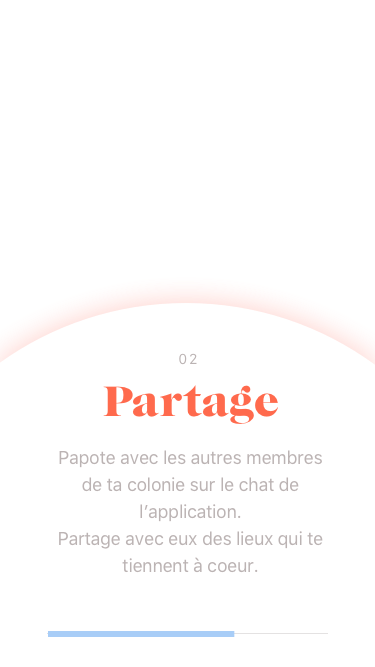 02
Partage
Papote avec les autres membres
de ta colonie sur le chat de
l’application.
Partage avec eux des lieux qui te
tiennent à coeur.